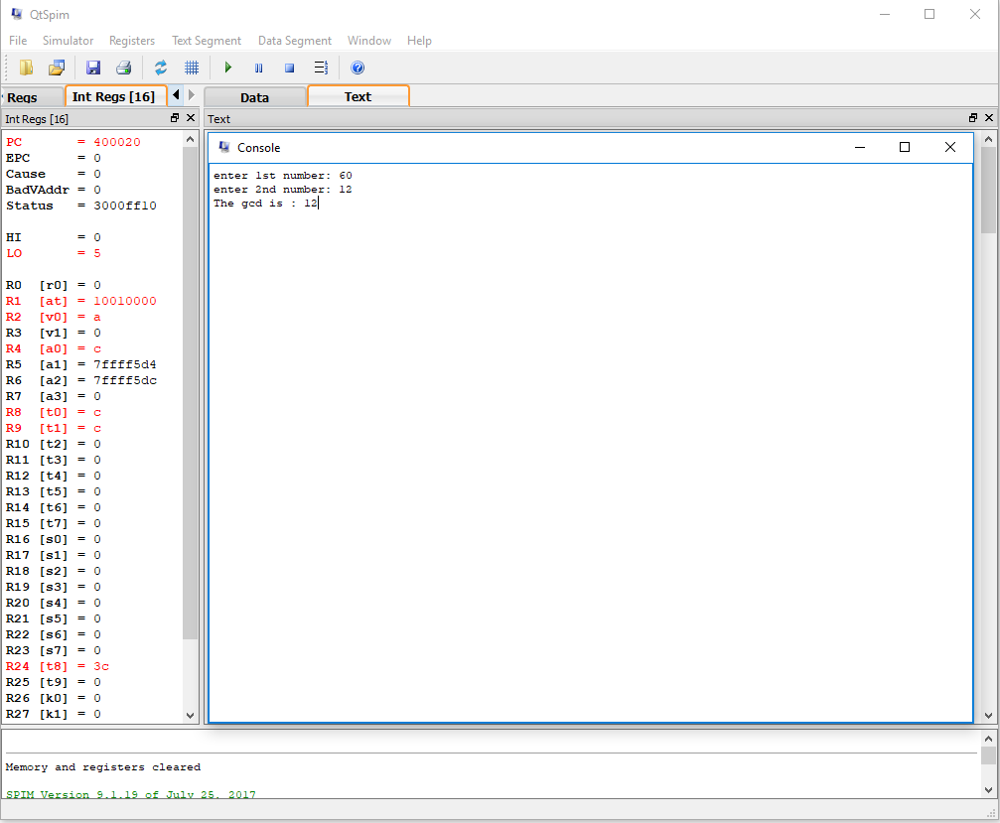 QtSpim
File Simulator Registers Text Segment Data Segment Window Help
Regs Int Regs [16] Data Text
Int Regs [16]
Text
PC = 400020
EPC = 0
Cause = 0
BadVAddr = 0
Status = 3000ff10
HI = 0
LO = 5
R0 [r0] = 0
R1 [at] = 10010000
R2 [v0] = a
R3 [v1] = 0
R4 [a0] = c
R5 [a1] = 7ffff5d4
R6 [a2] = 7ffff5dc
R7 [a3] = 0
R8 [t0] = c
R9 [t1] = c
R10 [t2] = 0
R11 [t3] = 0
R12 [t4] = 0
R13 [t5] = 0
R14 [t6] = 0
R15 [t7] = 0
R16 [s0] = 0
R17 [s1] = 0
R18 [s2] = 0
R19 [s3] = 0
R20 [s4] = 0
R21 [s5] = 0
R22 [s6] = 0
R23 [s7] = 0
R24 [t8] = 3c
R25 [t9] = 0
R26 [k0] = 0
R27 [k1] = 0
Console
enter 1st number: 60
enter 2nd number: 12
The gcd is : 12
Memory and registers cleared
SPIM Version 9.1.19 of July 25, 2017